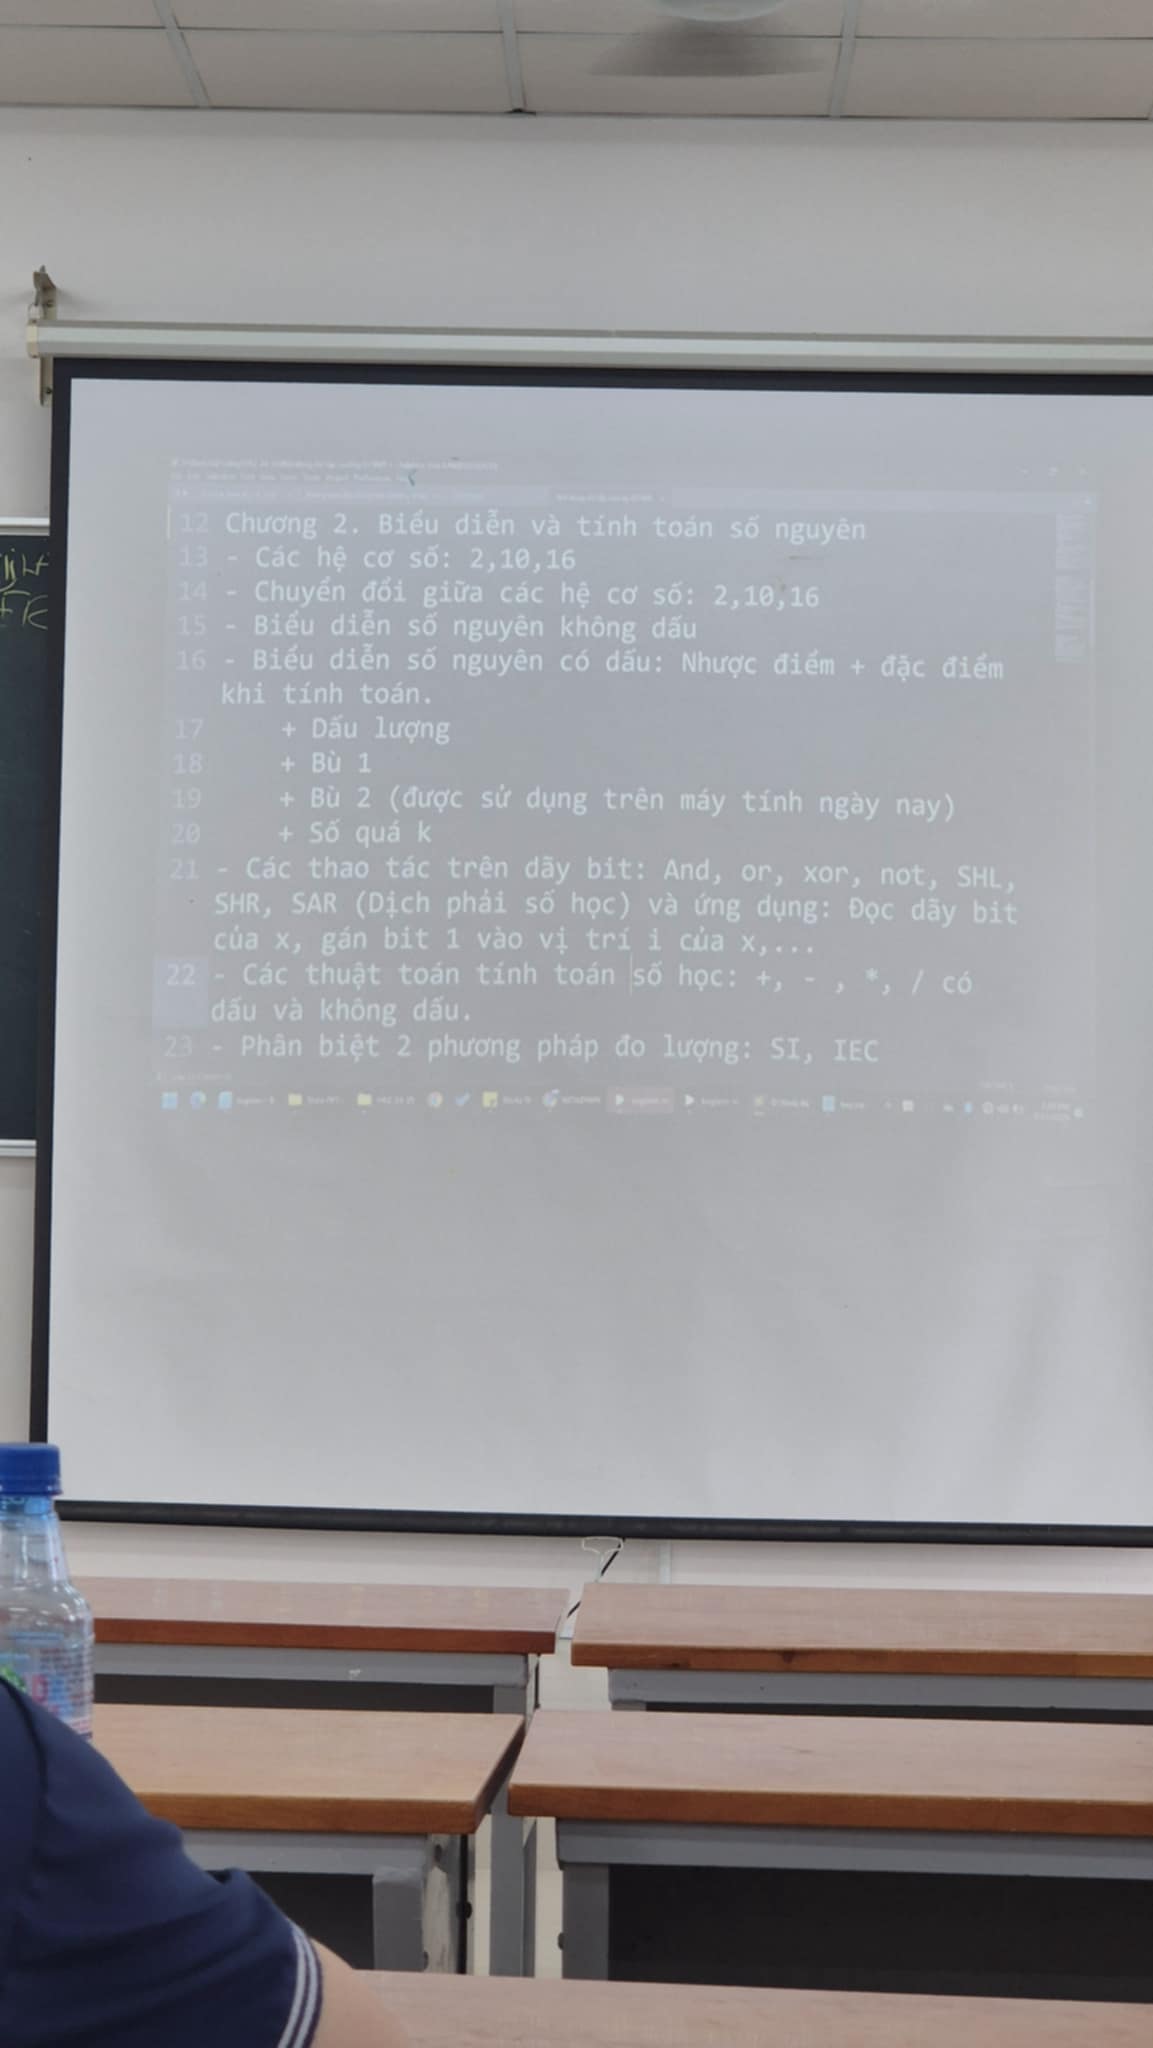 12 Chương 2. Biểu diễn và tính toán số nguyên
13 - Các hệ cơ số: 2,10,16
14 - Chuyển đổi giữa các hệ cơ số: 2,10,16
15 - Biểu diễn số nguyên không dấu
16 - Biểu diễn số nguyên có dấu: Nhược điểm + đặc điểm
khi tính toán.
17 + Dấu lượng
18 + Bù 1
19 + Bù 2 (được sử dụng trên máy tính ngày nay)
20 + Số quá k
21 - Các thao tác trên dãy bit: And, or, xor, not, SHL,
SHR, SAR (Dịch phải số học) và ứng dụng: Đọc dãy bit
của x, gán bit 1 vào vị trí i của x,...
22 - Các thuật toán tính toán số học: +, - , *, / có
dấu và không dấu.
23 - Phân biệt 2 phương pháp đo lượng: SI, IEC